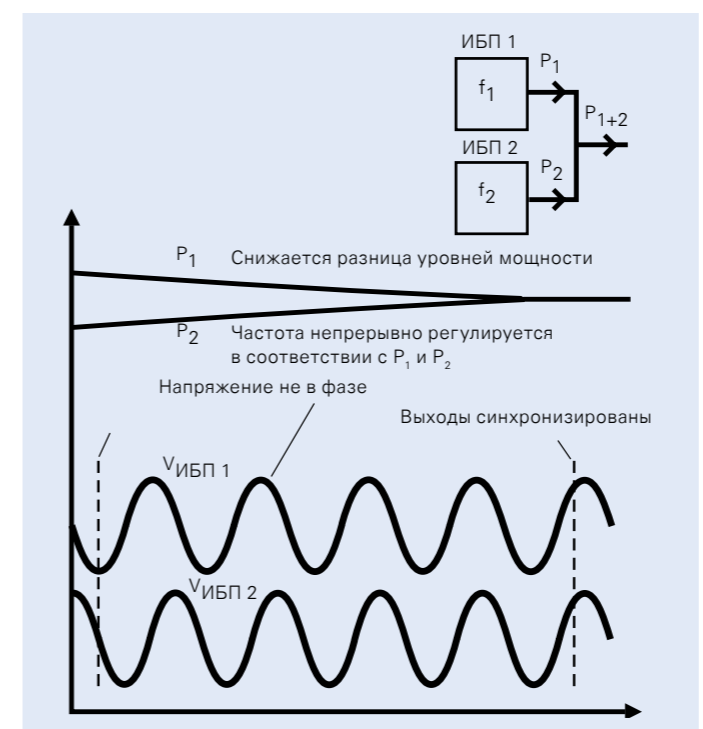 ИБП 1
P1
f1
P1+2
ИБП 2
P2
f2
P1
Снижается разница уровней мощности
P2
Частота непрерывно регулируется
в соответствии с P1 и P2
Напряжение не в фазе
Выходы синхронизированы
VИБП 1
VИБП 2